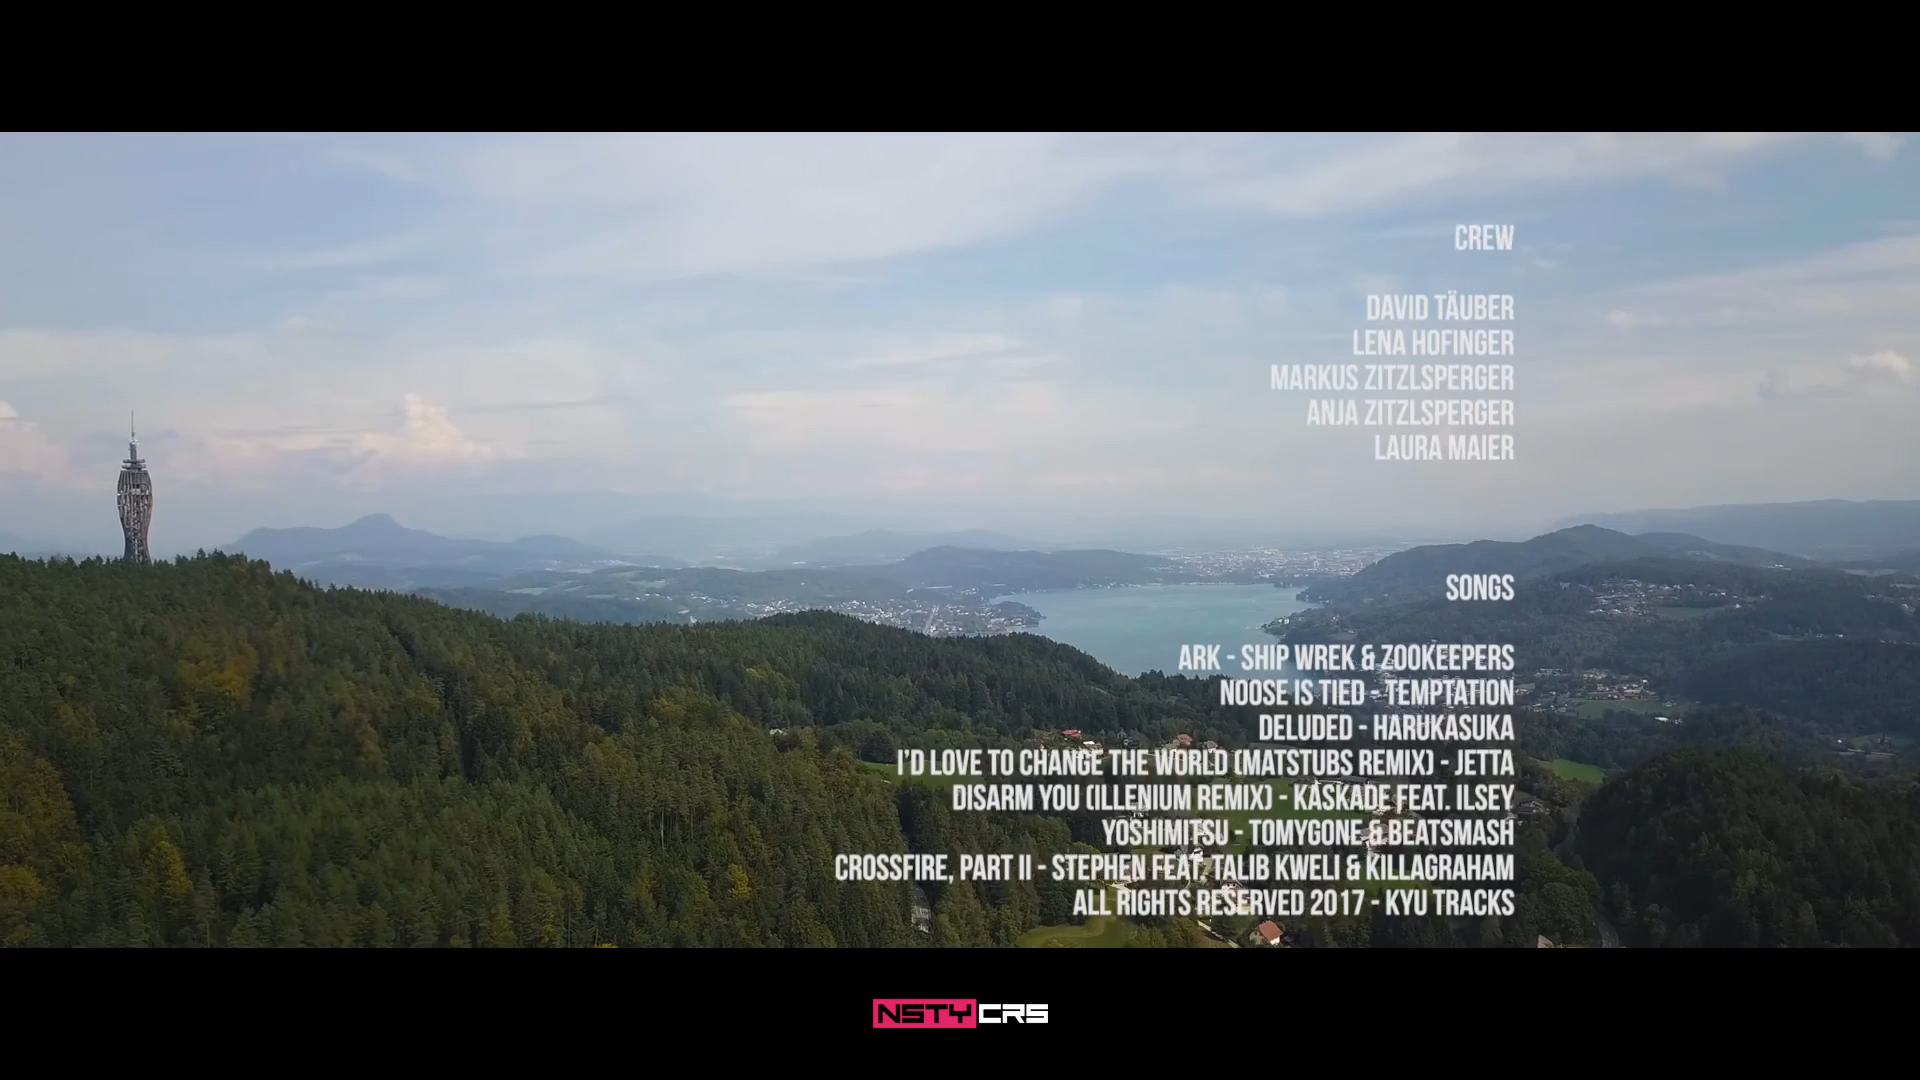 CREW
DAVID TÄUBER
LENA HOFINGER
MARKUS ZITZLSPERGER
ANJA ZITZLSPERGER
LAURA MAIER
SONGS
ARK - SHIP WREK & ZOOKEEPERS
NOOSE IS TIED - TEMPTATION
DELUDED - HARUKASUKA
I'D LOVE TO CHANGE THE WORLD (MATSTUBS REMIX) - JETTA
DISARM YOU (ILLENIUM REMIX) - KASKADE FEAT. ILSEY
YOSHIMITSU - TOMYGONE & BEATSMASH
CROSSFIRE, PART II - STEPHEN FEAT. TALIB KWELI & KILLAGRAHAM
ALL RIGHTS RESERVED 2017 - KYU TRACKS
NSTYCRS